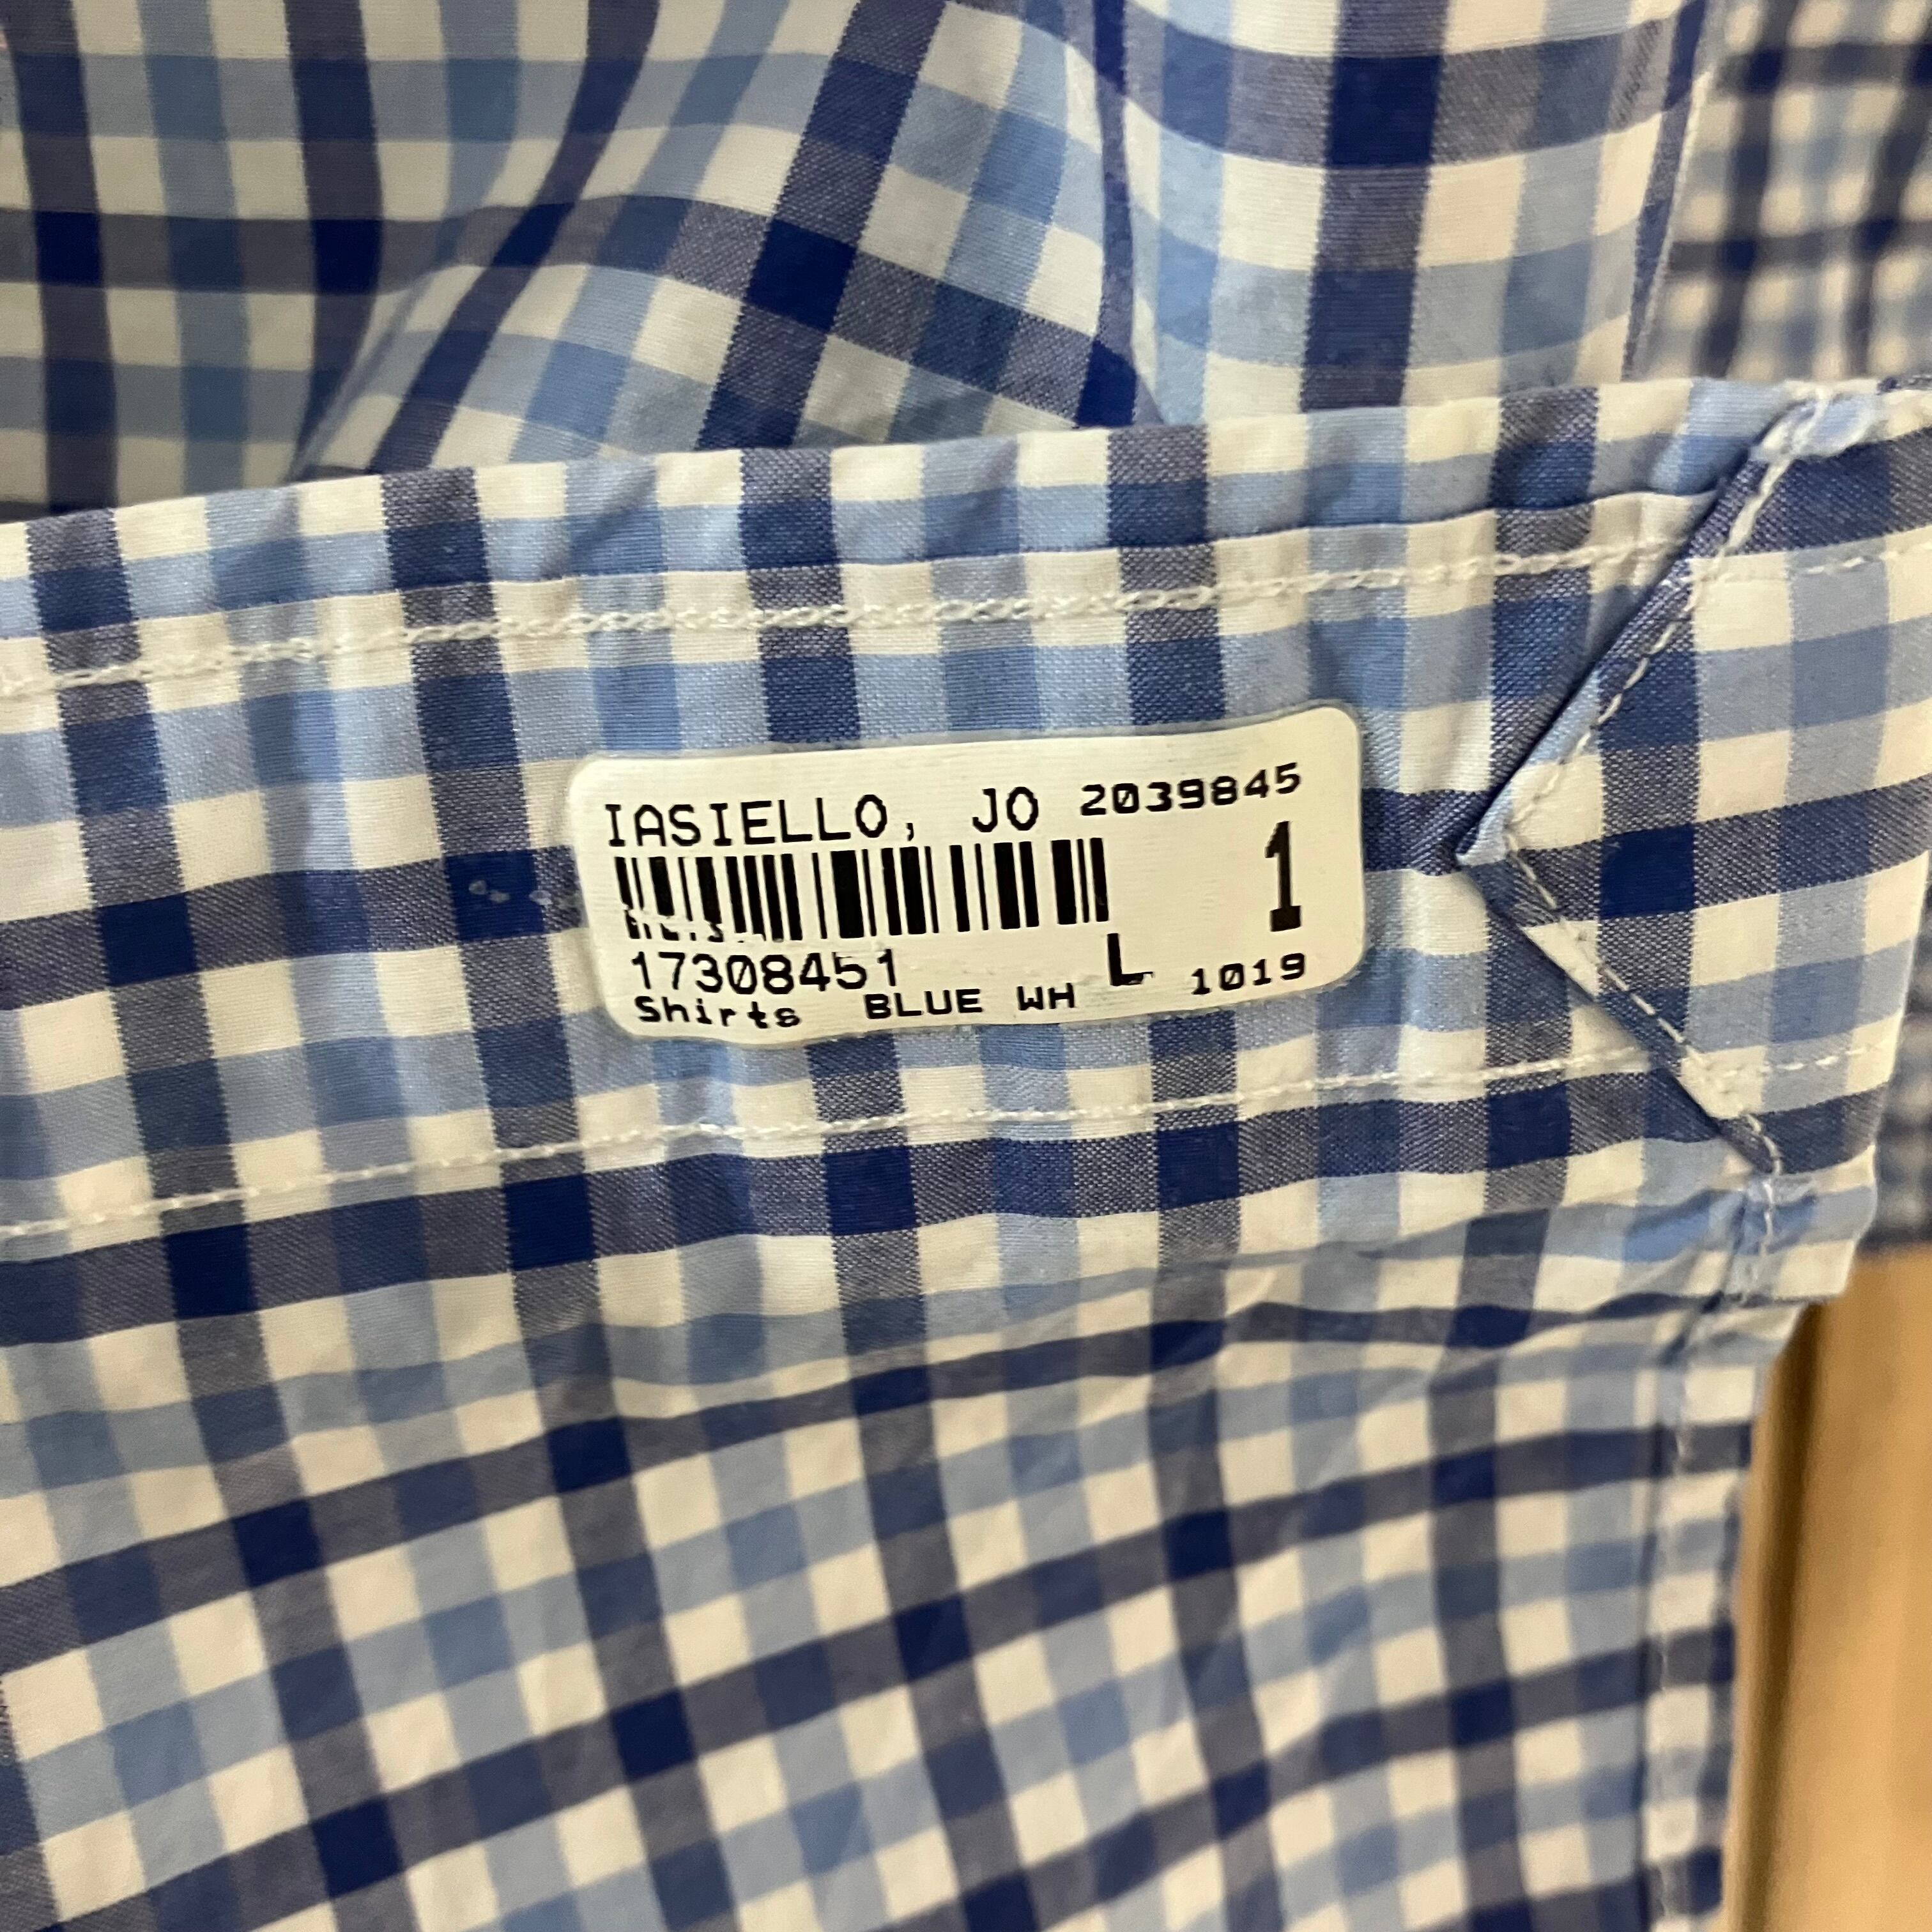 IASIELLO, JO 2039845
1
17308451 L 1019
Shirts BLUE WH